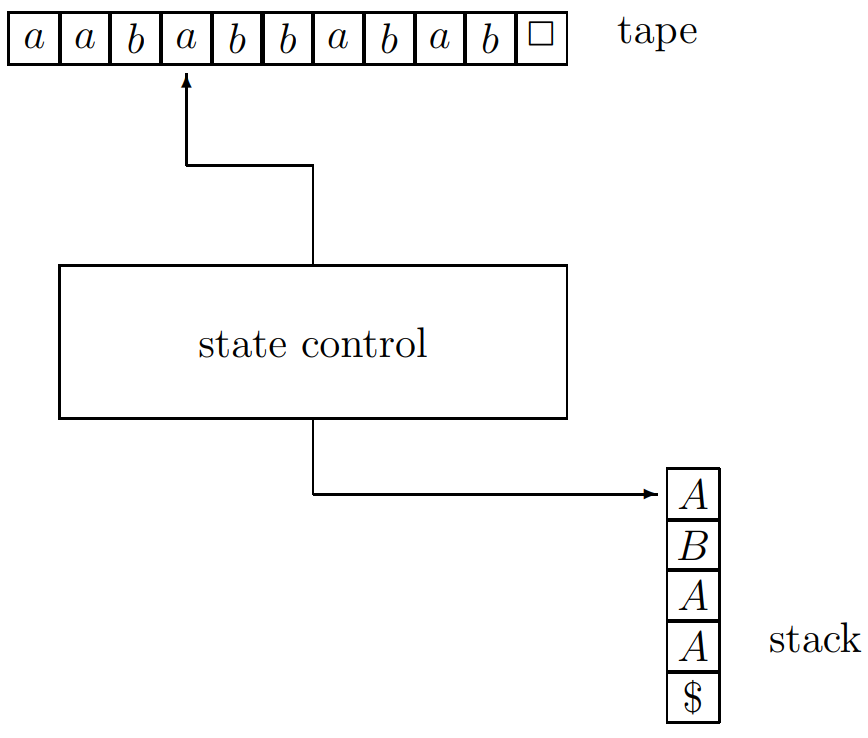 a a b a b b a b a b □ tape
state control
A
B
A
A
stack
$